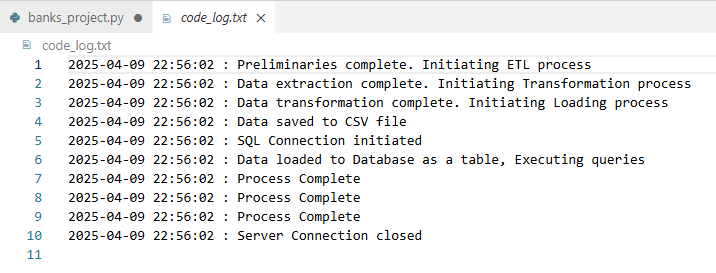 banks_project.py ● code_log.txt ×
code_log.txt
1 2025-04-09 22:56:02 : Preliminaries complete. Initiating ETL process
2 2025-04-09 22:56:02 : Data extraction complete. Initiating Transformation process
3 2025-04-09 22:56:02 : Data transformation complete. Initiating Loading process
4 2025-04-09 22:56:02 : Data saved to CSV file
5 2025-04-09 22:56:02 : SQL Connection initiated
6 2025-04-09 22:56:02 : Data loaded to Database as a table, Executing queries
7 2025-04-09 22:56:02 : Process Complete
8 2025-04-09 22:56:02 : Process Complete
9 2025-04-09 22:56:02 : Process Complete
10 2025-04-09 22:56:02 : Server Connection closed
11